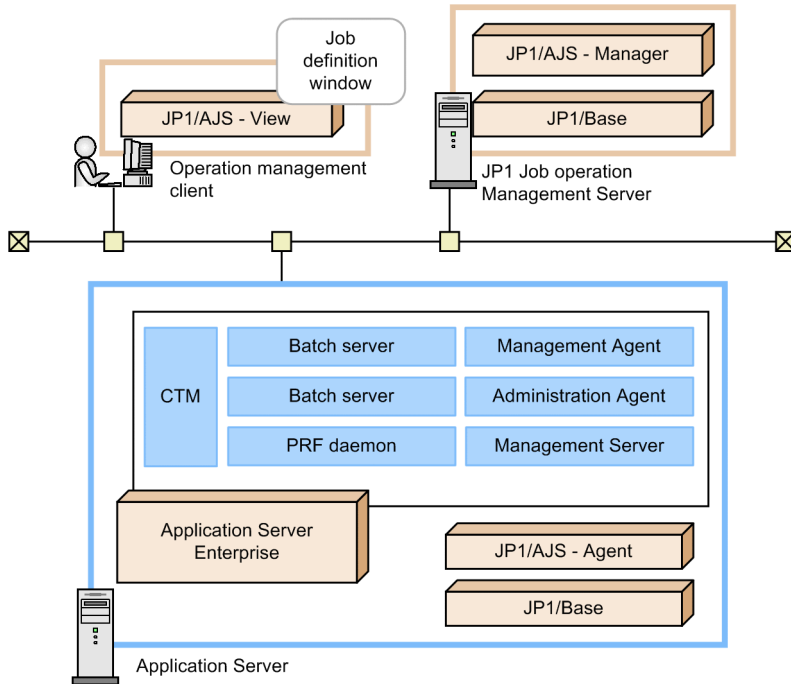 Job
definition
window
JP1/AJS - View
Operation management
client
JP1/AJS - Manager
JP1/Base
JP1 Job operation
Management Server
CTM
Batch server
Management Agent
Batch server
Administration Agent
PRF daemon
Management Server
Application Server
Enterprise
JP1/AJS - Agent
JP1/Base
Application Server